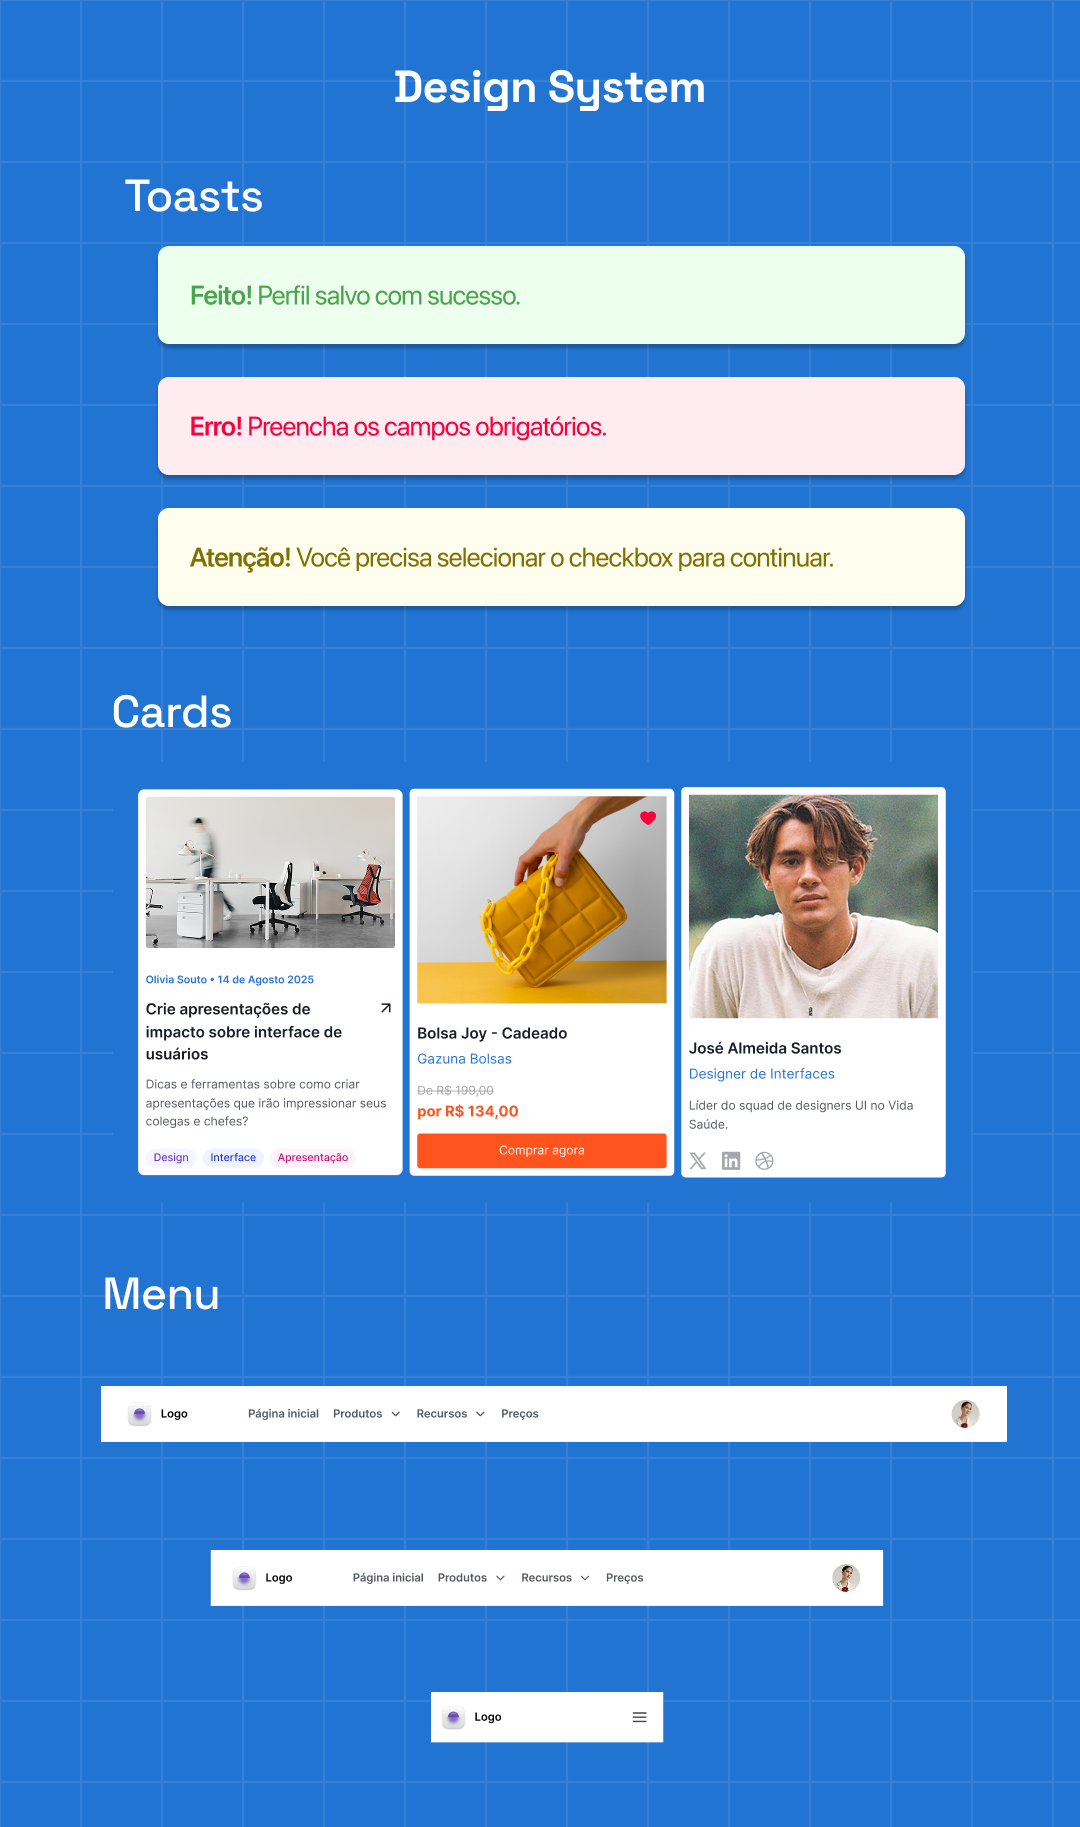 Design System
Toasts
Feito! Perfil salvo com sucesso.
Erro! Preencha os campos obrigatórios.
Atenção! Você precisa selecionar o checkbox para continuar.
Cards
Olivia Souto • 14 de Agosto 2025
Crie apresentações de
impacto sobre interface de
usuários
Dicas e ferramentas sobre como criar
apresentações que irão impressionar seus
colegas e chefes?
Design Interface Apresentação
Bolsa Joy - Cadeado
Gazuna Bolsas
De R$ 199,00
por R$ 134,00
Comprar agora
José Almeida Santos
Designer de Interfaces
Líder do squad de designers UI no Vida
Saúde.
Menu
Logo Página inicial Produtos Recursos Preços
Logo Página inicial Produtos Recursos Preços
Logo